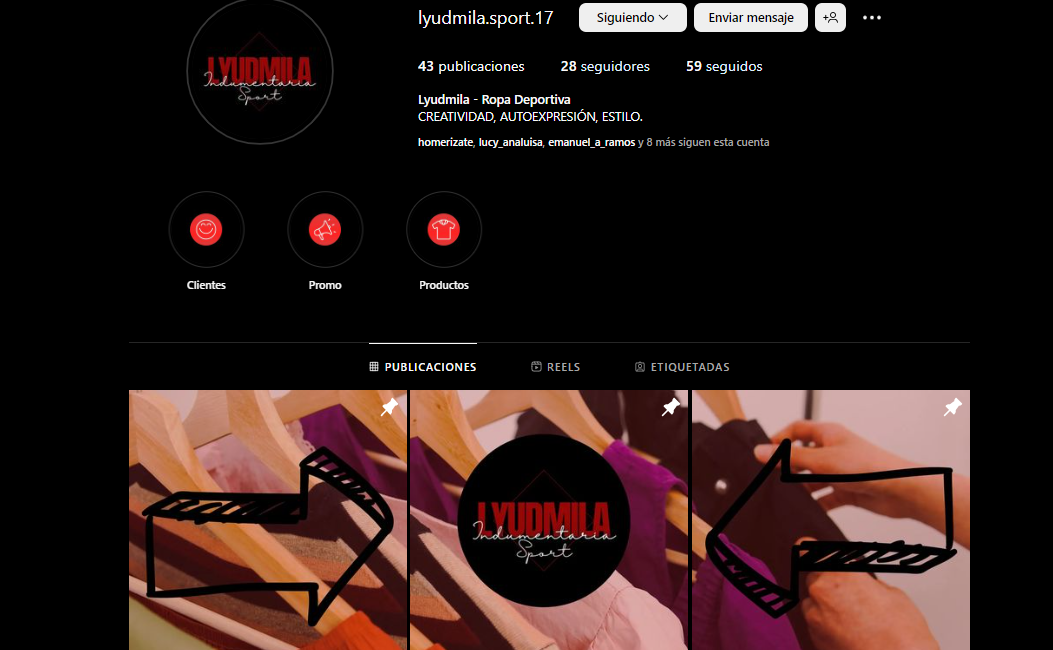 lyudmila.sport.17
Siguiendo
Enviar mensaje
43 publicaciones
28 seguidores
59 seguidos
Lyudmila - Ropa Deportiva
CREATIVIDAD, AUTOEXPRESIÓN, ESTILO.
homerizate, lucy_analuisa, emanuel_a_ramos y 8 más siguen esta cuenta
LYUDMILA
Indumentaria
Sport
Clientes
Promo
Productos
PUBLICACIONES
REELS
ETIQUETADAS
LYUDMILA
Indumentaria
Sport